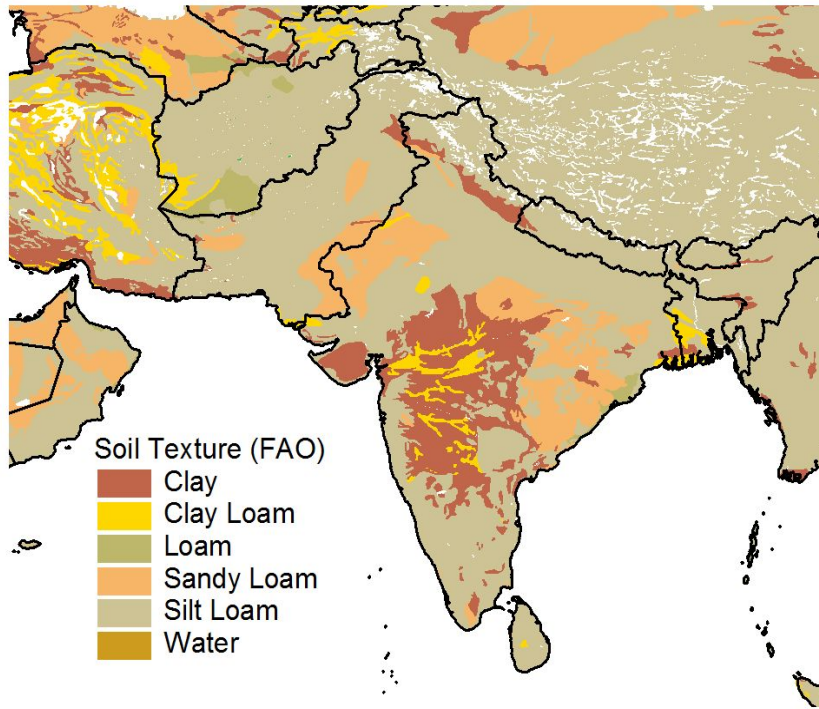 Soil Texture (FAO)
Clay
Clay Loam
Loam
Sandy Loam
Silt Loam
Water